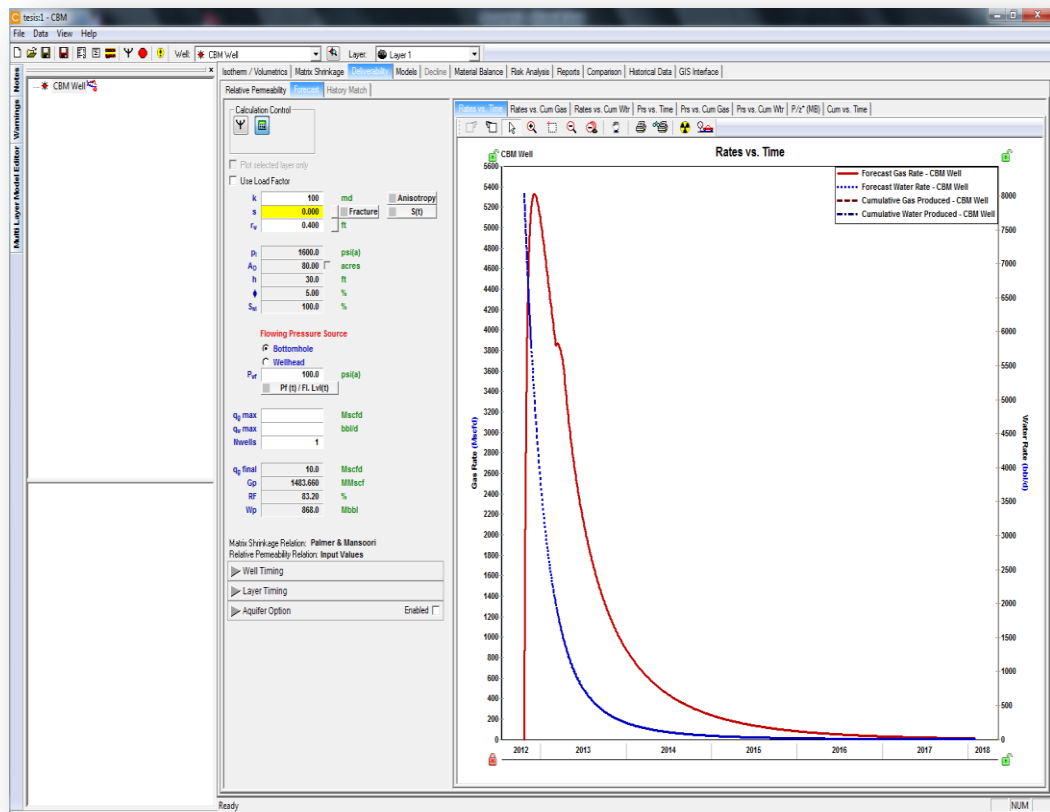 tesis:1 - CBM
File Data View Help
Well: CBM Well Layer: Layer 1
Notes
Warnings
Multi Layer Model Editor
x
CBM Well
Isotherm / Volumetrics Matrix Shrinkage Deliverability Models Decline Material Balance Risk Analysis Reports Comparison Historical Data GIS Interface
Relative Permeability Forecast History Match
Calculation Control
Plot selected layer only
Use Load Factor
k 100 md Anisotropy
s 0.000 Fracture S(t)
rw 0.400 ft
pi 1600.0 psi(a)
AD 80.00 acres
h 30.0 ft
ϕ 5.00 %
Swi 100.0 %
Flowing Pressure Source
Bottomhole
Wellhead
Pwf 100.0 psi(a)
Pf (t) / Fl. Lvl(t)
qg max Mscfd
qw max bbl/d
Nwells 1
qg final 10.0 Mscfd
Gp 1483.660 MMscf
RF 83.20 %
Wp 868.0 Mbbl
Matrix Shrinkage Relation: Palmer & Mansoori
Relative Permeability Relation: Input Values
Well Timing
Layer Timing
Aquifer Option Enabled
Rates vs. Time Rates vs. Cum Gas Rates vs. Cum Wtr Prs vs. Time Prs vs. Cum Gas Prs vs. Cum Wtr P/z* (MB) Cum vs. Time
CBM Well
Rates vs. Time
Forecast Gas Rate - CBM Well
Forecast Water Rate - CBM Well
Cumulative Gas Produced - CBM Well
Cumulative Water Produced - CBM Well
Gas Rate (Mscf/d)
5600
5400
5200
5000
4800
4600
4400
4200
4000
3800
3600
3400
3200
3000
2800
2600
2400
2200
2000
1800
1600
1400
1200
1000
800
600
400
200
0
Water Rate (bbl/d)
8000
7500
7000
6500
6000
5500
5000
4500
4000
3500
3000
2500
2000
1500
1000
500
0
2012 2013 2014 2015 2016 2017 2018
Ready
NUM